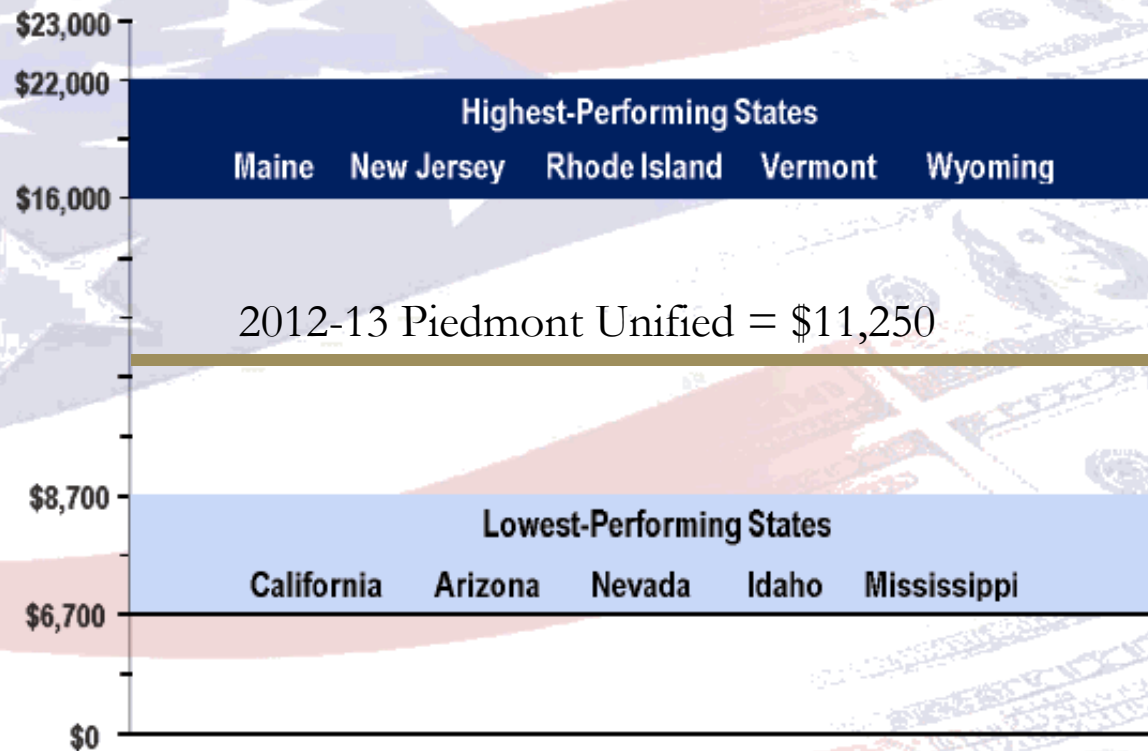 $23,000
$22,000
Highest-Performing States
Maine New Jersey Rhode Island Vermont Wyoming
$16,000
2012-13 Piedmont Unified = $11,250
$8,700
Lowest-Performing States
California Arizona Nevada Idaho Mississippi
$6,700
$0